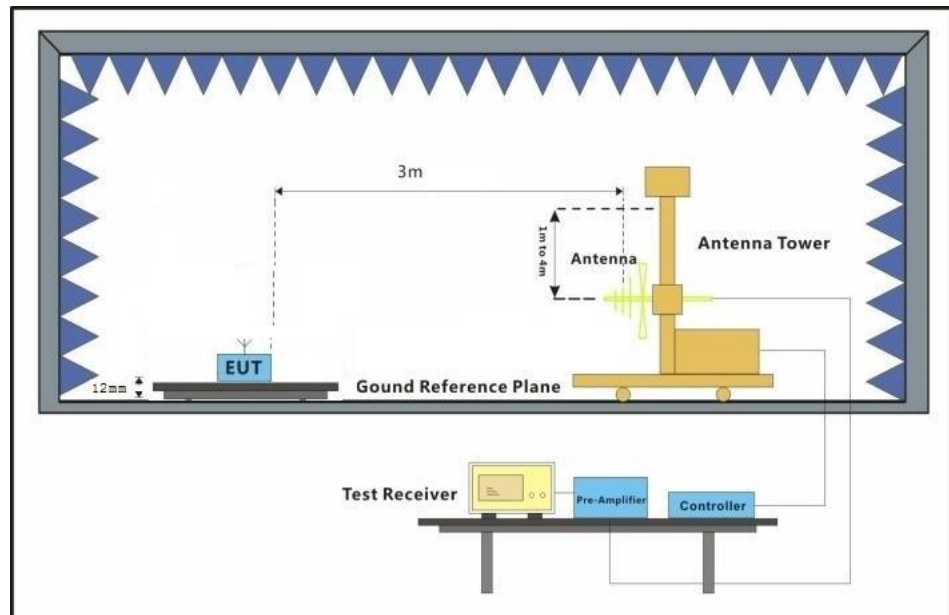 3m
1m to 4m
Antenna
Antenna Tower
EUT
12mm
Gound Reference Plane
Test Receiver
Pre-Amplifier
Controller